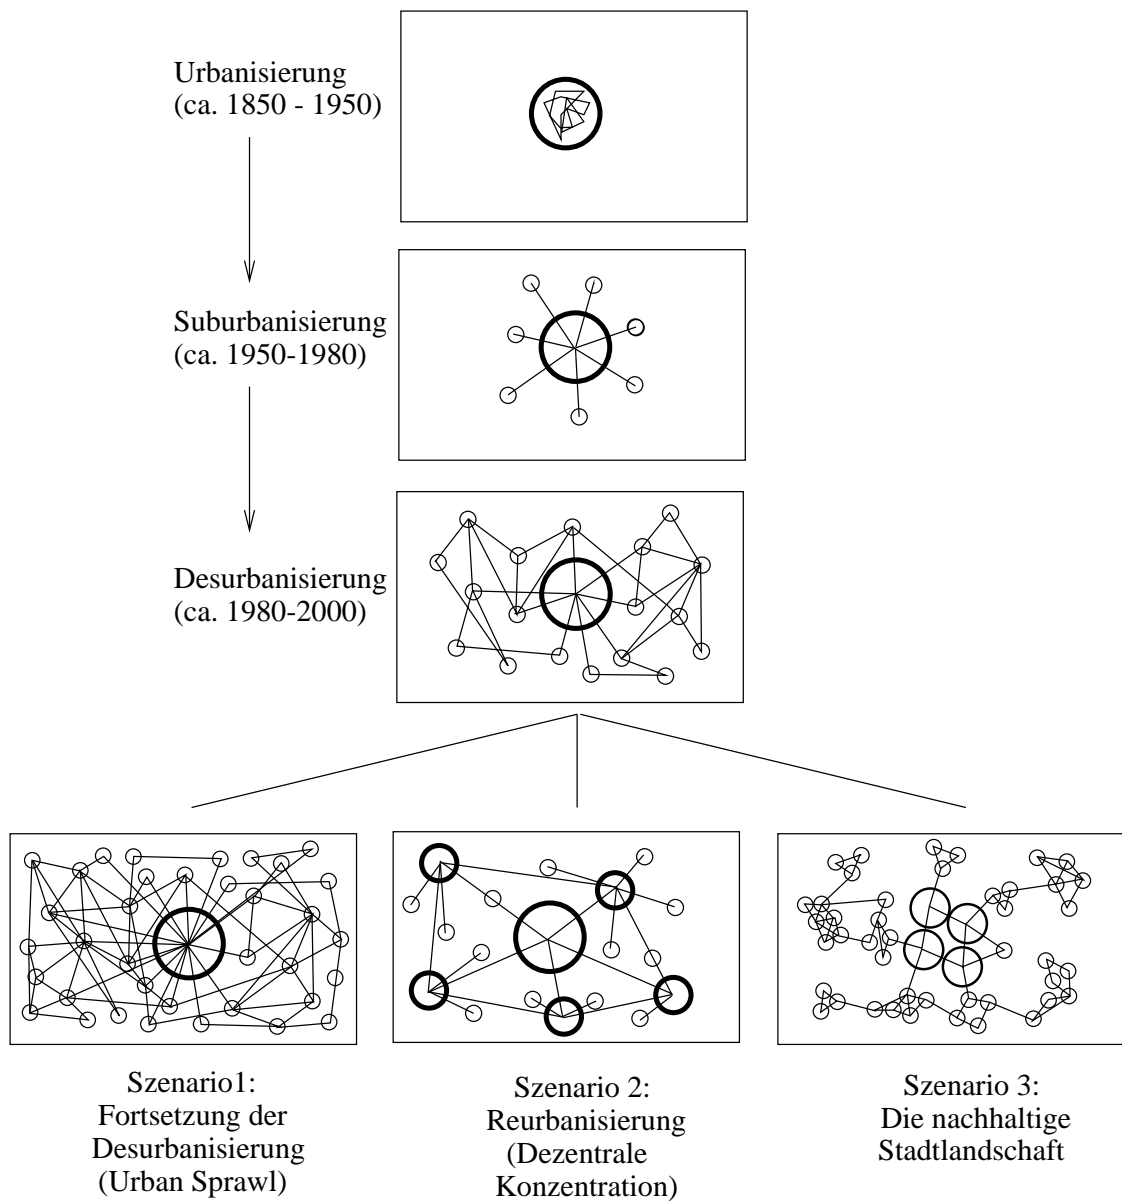 Urbanisierung
(ca. 1850 - 1950)
Suburbanisierung
(ca. 1950-1980)
Desurbanisierung
(ca. 1980-2000)
Szenario1:
Fortsetzung der
Desurbanisierung
(Urban Sprawl)
Szenario 2:
Reurbanisierung
(Dezentrale
Konzentration)
Szenario 3:
Die nachhaltige
Stadtlandschaft